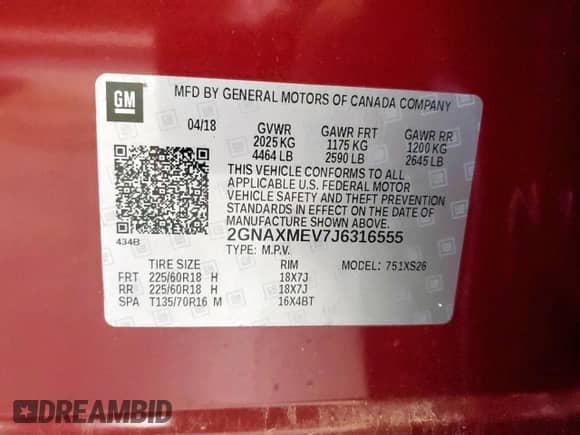 GM
MFD BY GENERAL MOTORS OF CANADA COMPANY
04/18 GVWR GAWR FRT GAWR RR
2025 KG 1175 KG 1200 KG
4464 LB 2590 LB 2645 LB
THIS VEHICLE CONFORMS TO ALL
APPLICABLE U.S. FEDERAL MOTOR
VEHICLE SAFETY AND THEFT PREVENTION
STANDARDS IN EFFECT ON THE DATE OF
MANUFACTURE SHOWN ABOVE.
434B 2GNAXMEV7J6316555
TYPE: M.P.V. MODEL: 751XS26
TIRE SIZE RIM
FRT 225/60R18 H 18X7J
RR 225/60R18 H 18X7J
SPA T135/70R16 M 16X4BT
DREAMBID